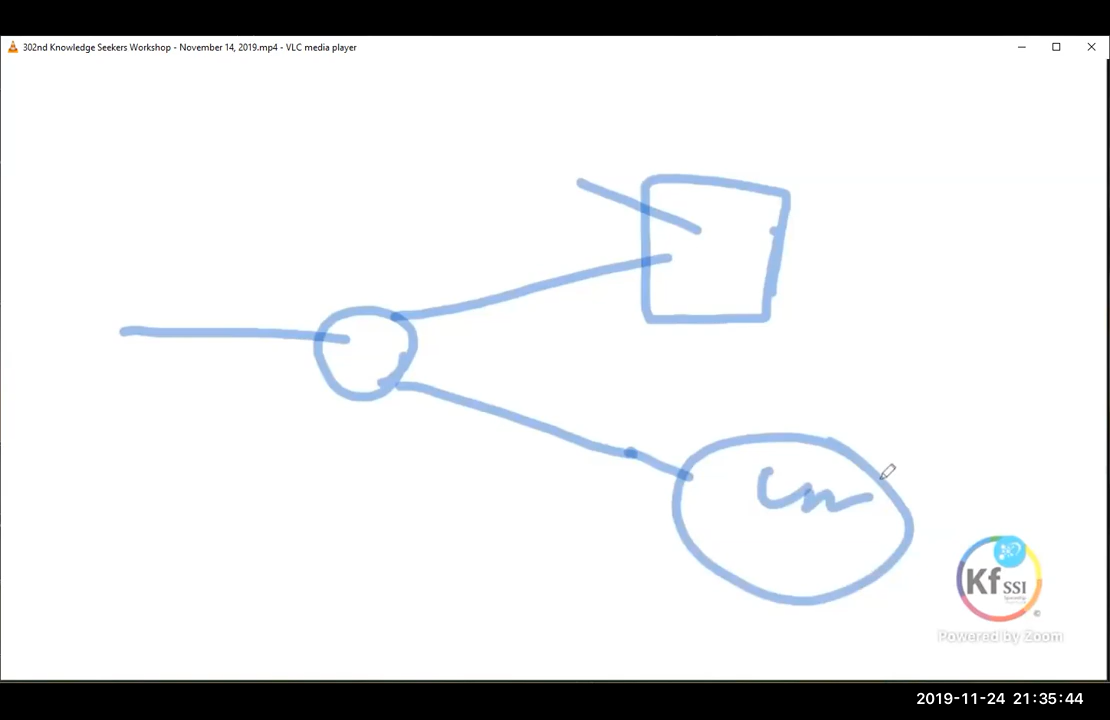 302nd Knowledge Seekers Workshop - November 14, 2019.mp4 - VLC media player
Kf SSI
Powered by Zoom
2019-11-24 21:35:44